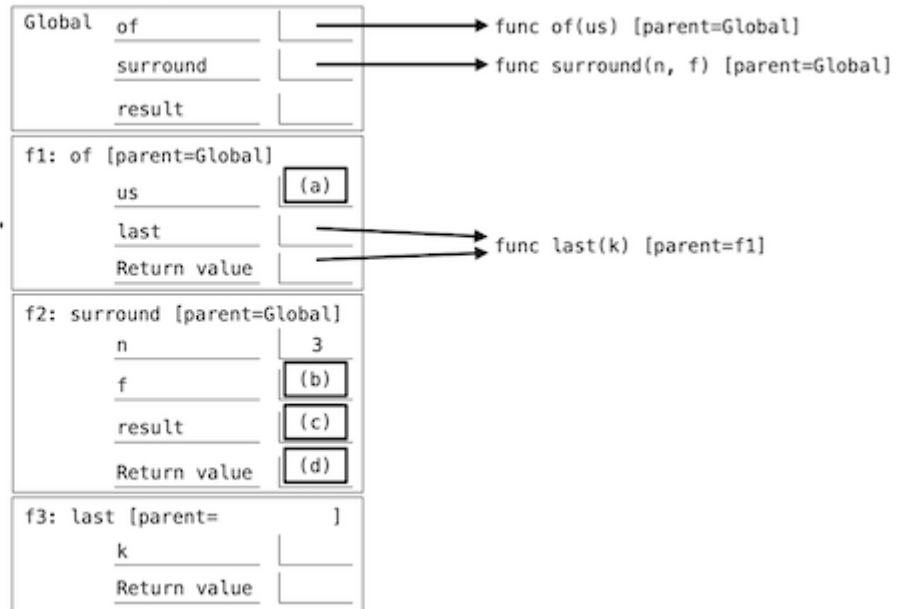 Global of func of(us) [parent=Global]
surround func surround(n, f) [parent=Global]
result
f1: of [parent=Global]
us (a)
last
func last(k) [parent=f1]
Return value
f2: surround [parent=Global]
n 3
f (b)
result (c)
Return value (d)
f3: last [parent= ]
k
Return value